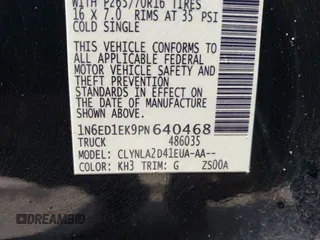 WITH P265/70R16 TIRES
16 X 7.0 RIMS AT 35 PSI
COLD SINGLE
THIS VEHICLE CONFORMS TO
ALL APPLICABLE FEDERAL
MOTOR VEHICLE SAFETY AND
THEFT PREVENTION STANDARDS
IN EFFECT ON THE DATE OF
MANUFACTURE SHOWN ABOVE.
1N6ED1EK9PN640468
TRUCK 486035
MODEL: CLYNLAZD41EUA-AA--
COLOR: KH3 TRIM: G ZS00A
DREAMBID